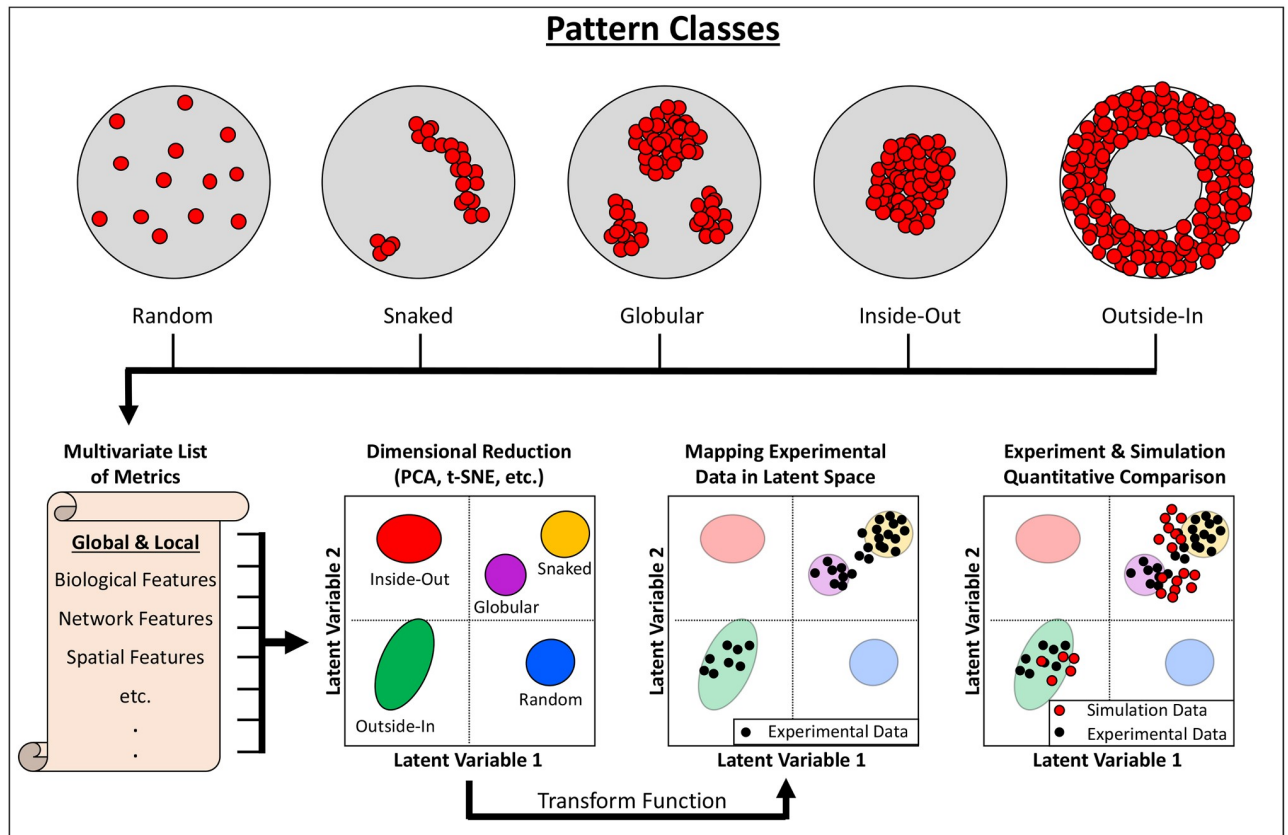 Pattern Classes
Random
Snaked
Globular
Inside-Out
Outside-In
Multivariate List
of Metrics
Global & Local
Biological Features
Network Features
Spatial Features
etc.
.
.
Dimensional Reduction
(PCA, t-SNE, etc.)
Latent Variable 2
Inside-Out
Snaked
Globular
Random
Outside-In
Latent Variable 1
Transform Function
Mapping Experimental
Data in Latent Space
Latent Variable 2
Experimental Data
Latent Variable 1
Experiment & Simulation
Quantitative Comparison
Latent Variable 2
Simulation Data
Experimental Data
Latent Variable 1